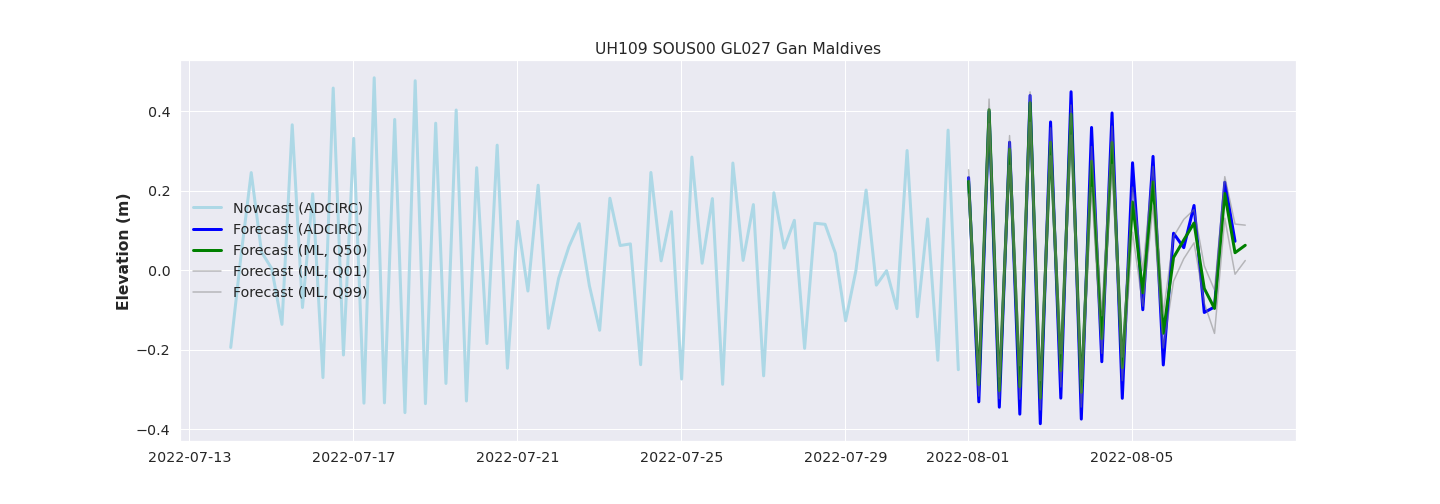 UH109 SOUS00 GL027 Gan Maldives
Elevation (m)
0.4
0.2
0.0
−0.2
−0.4
Nowcast (ADCIRC)
Forecast (ADCIRC)
Forecast (ML, Q50)
Forecast (ML, Q01)
Forecast (ML, Q99)
2022-07-13 2022-07-17 2022-07-21 2022-07-25 2022-07-29 2022-08-01 2022-08-05